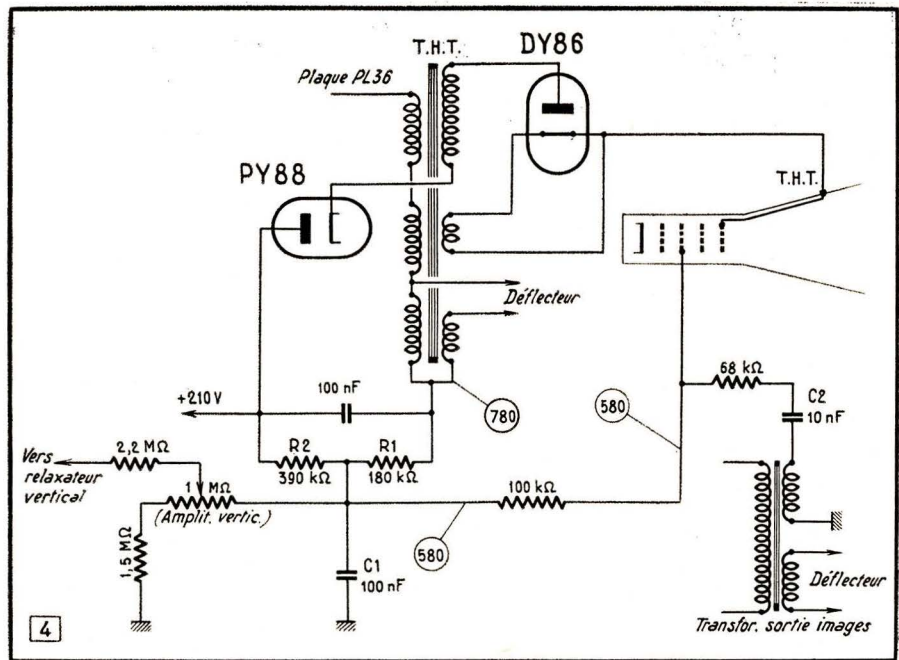 T.H.T.
DY86
Plaque PL36
PY88
T.H.T.
Déflecteur
100 nF
+210 V
780
580
68 kΩ
C2
10 nF
2,2 MΩ
R2
390 kΩ
R1
180 kΩ
Vers
relaxateur
vertical
1 MΩ
(Amplit. vertic.)
100 kΩ
1,5 MΩ
580
C1
100 nF
Déflecteur
4
Transfor. sortie images